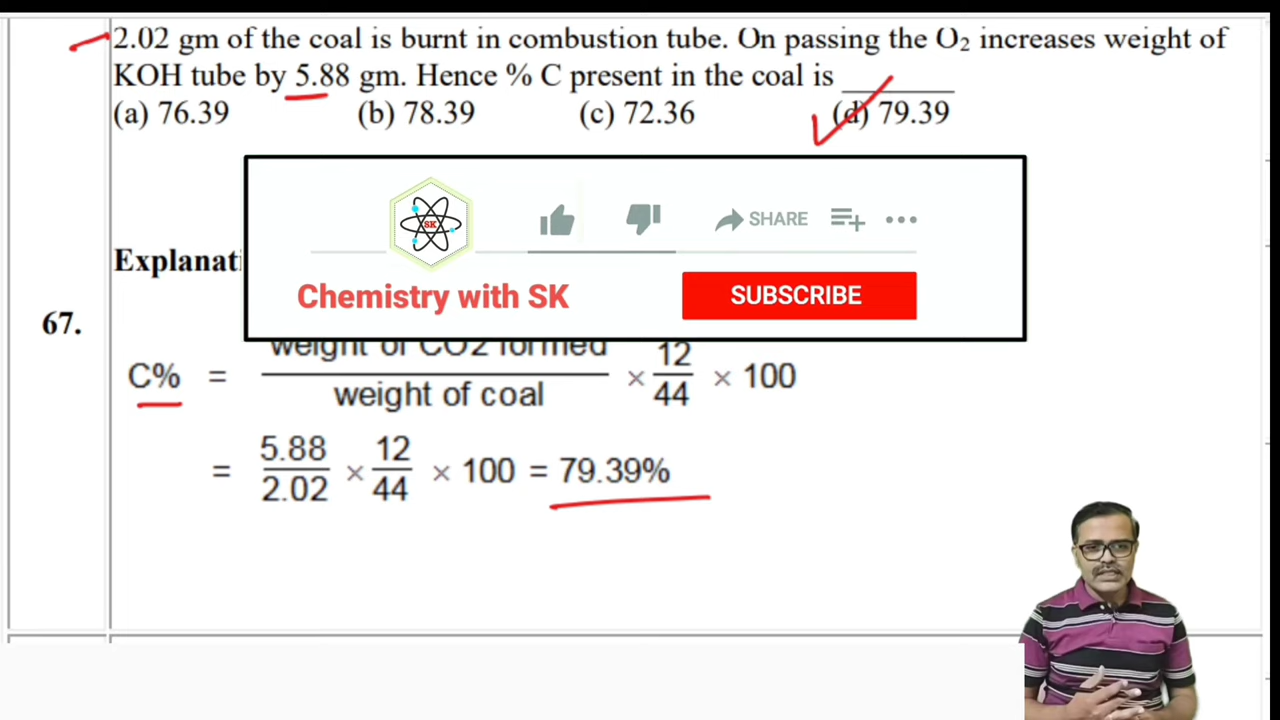 2.02 gm of the coal is burnt in combustion tube. On passing the O₂ increases weight of
KOH tube by 5.88 gm. Hence % C present in the coal is ________
(a) 76.39 (b) 78.39 (c) 72.36 (d) 79.39
SK
SHARE
Explanati
Chemistry with SK SUBSCRIBE
67.
C% = weight of CO2 formed / weight of coal × 12/44 × 100
= 5.88/2.02 × 12/44 × 100 = 79.39%